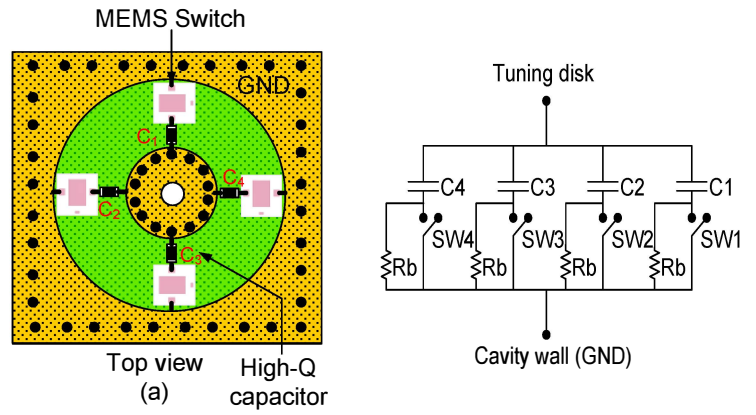 MEMS Switch
GND
C1
C2
C4
C3
Top view
(a)
High-Q
capacitor
Tuning disk
C4 C3 C2 C1
SW4 SW3 SW2 SW1
Rb Rb Rb Rb
Cavity wall (GND)